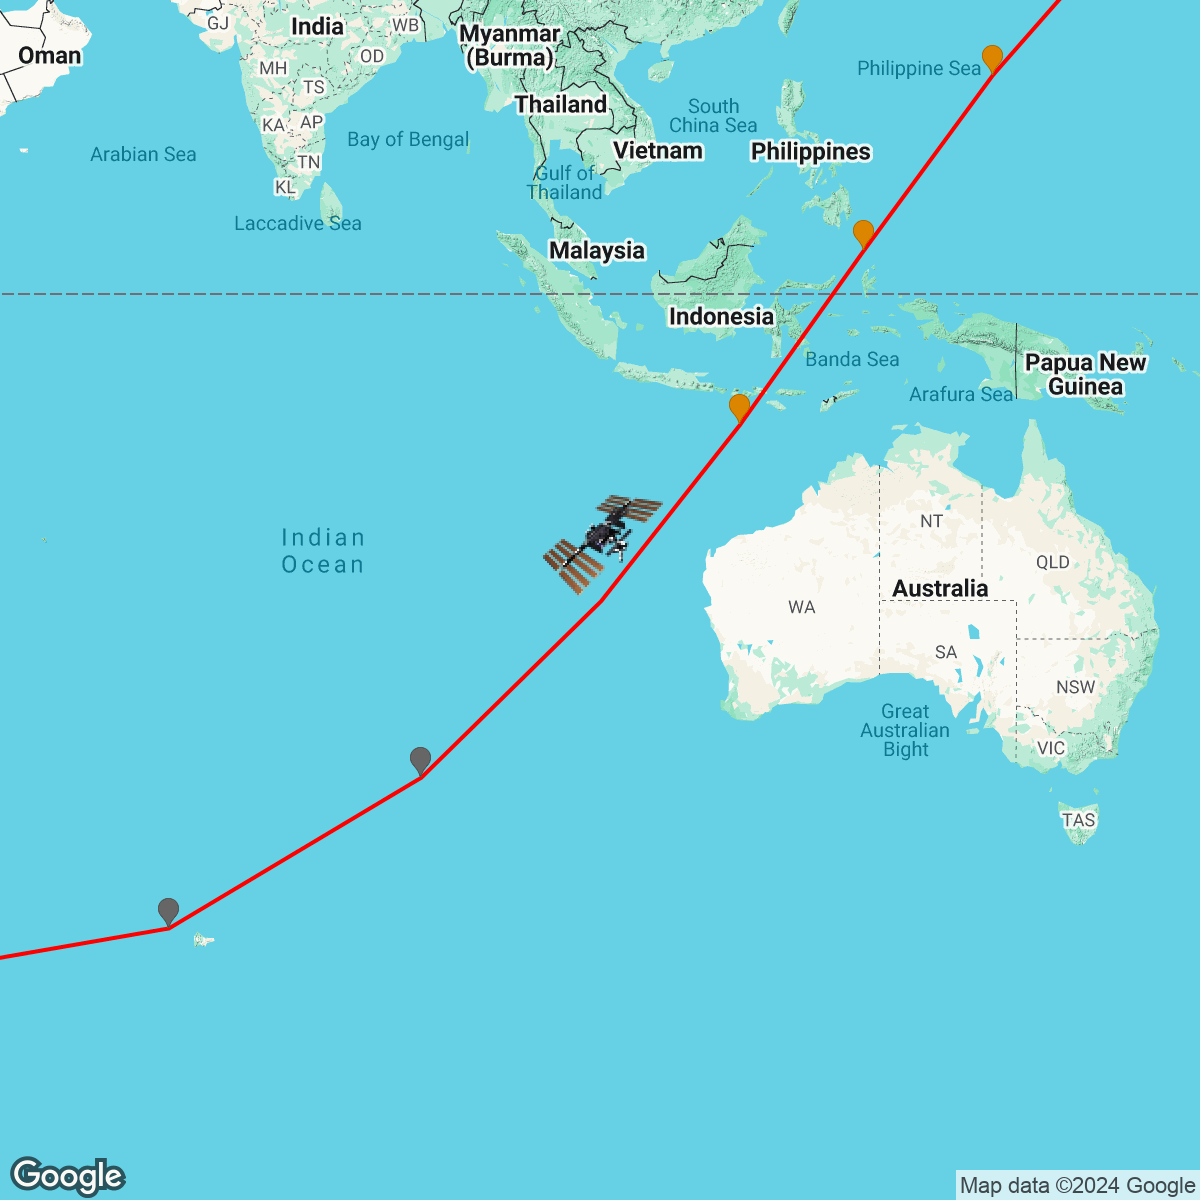 GJ
India
WB
Myanmar
(Burma)
Oman
OD
MH
TS
Philippine Sea
Thailand
South
China Sea
KA
AP
Bay of Bengal
Arabian Sea
Vietnam
Philippines
TN
KL
Gulf of
Thailand
Laccadive Sea
Malaysia
Indonesia
Banda Sea
Papua New
Guinea
Arafura Sea
Indian
Ocean
NT
QLD
Australia
WA
SA
NSW
Great
Australian
Bight
VIC
TAS
Google
Map data ©2024 Google